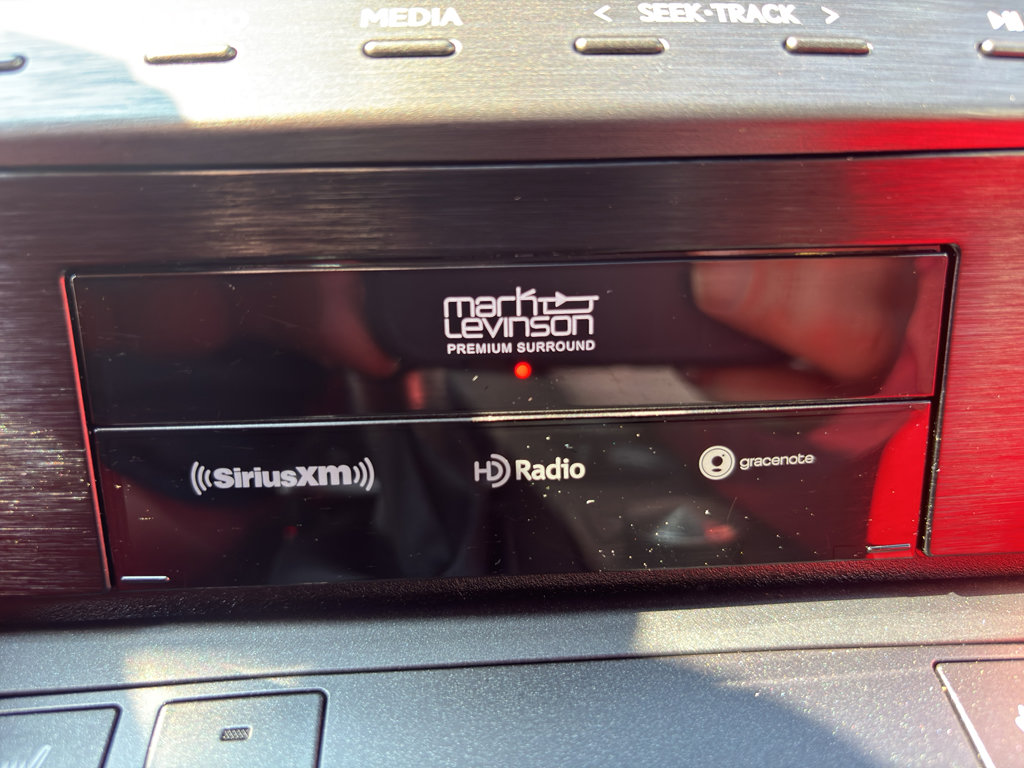 MEDIA
< SEEK·TRACK >
mark
Levinson
PREMIUM SURROUND
((SiriusXM))
HD Radio
gracenote